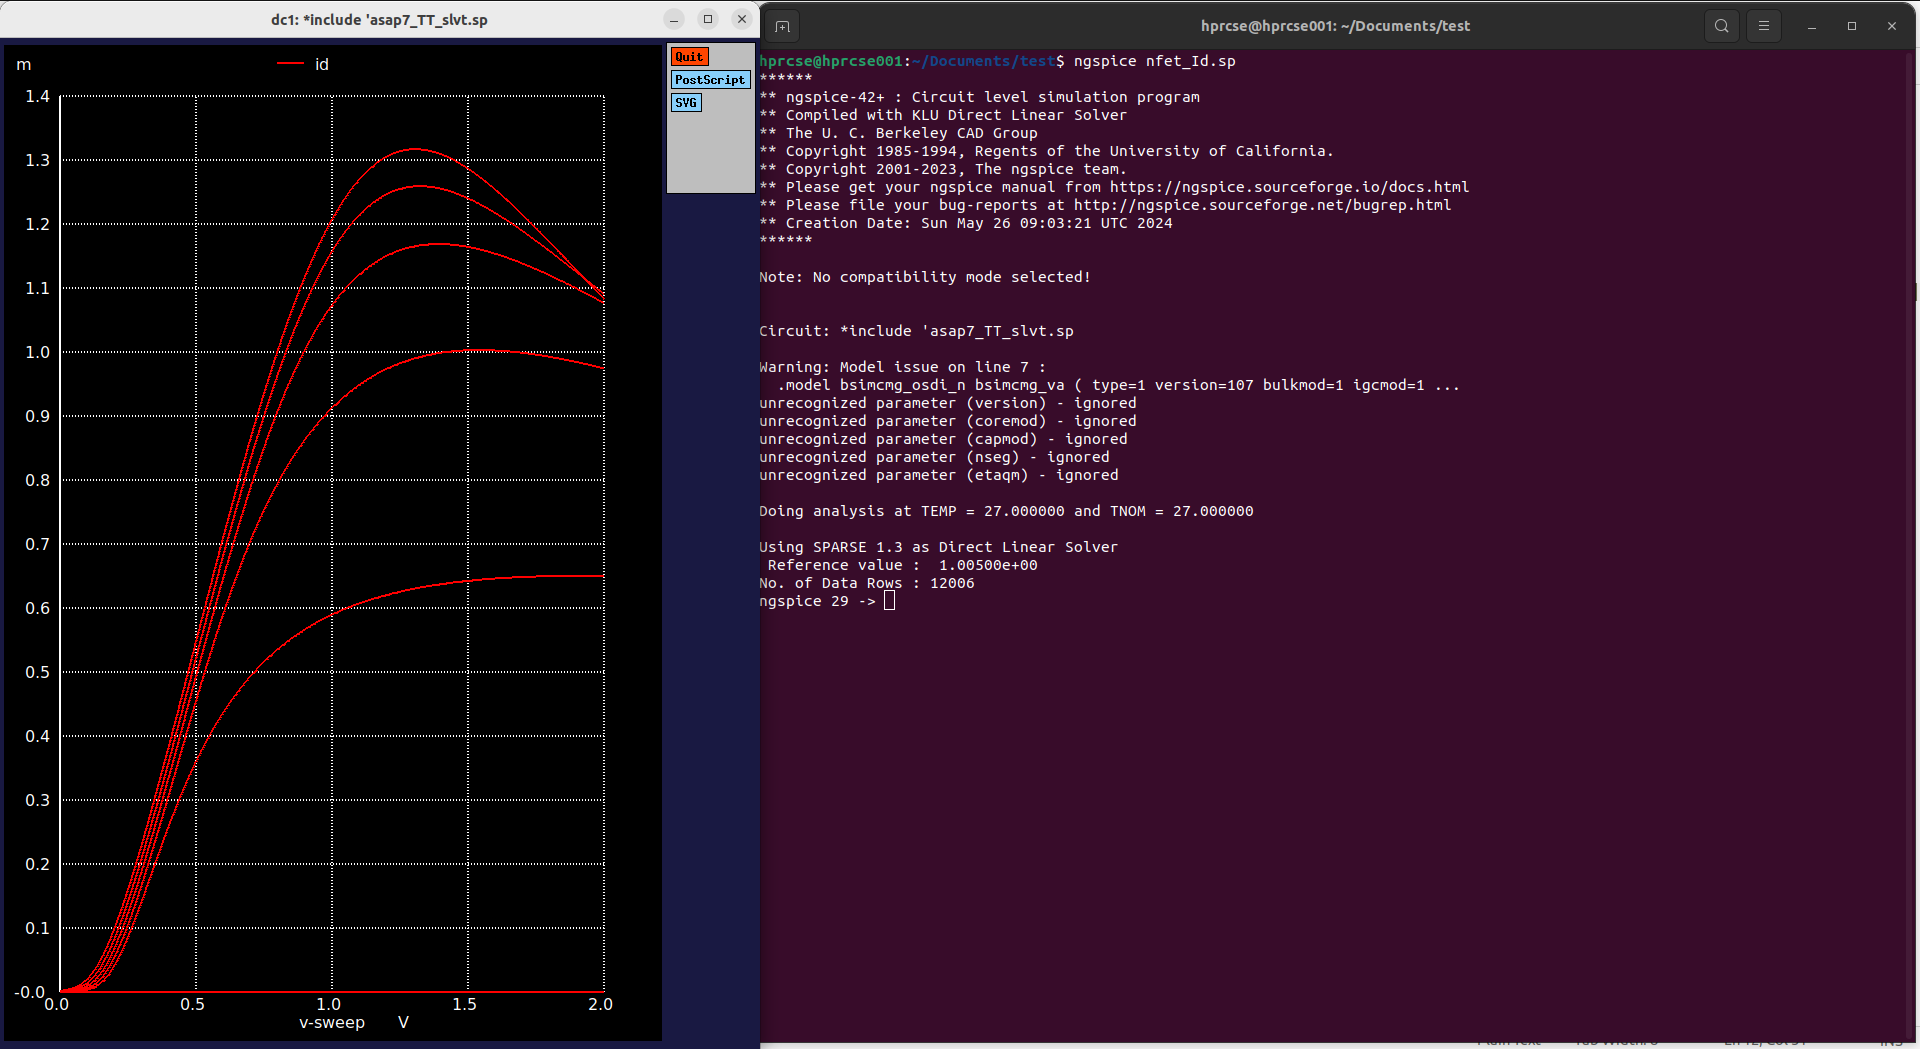 dc1: *include 'asap7_TT_slvt.sp
m
id
1.4
1.3
1.2
1.1
1.0
0.9
0.8
0.7
0.6
0.5
0.4
0.3
0.2
0.1
-0.0
0.0 0.5 1.0 1.5 2.0
v-sweep V
Quit
PostScript
SVG
hprcse@hprcse001: ~/Documents/test
hprcse@hprcse001:~/Documents/test$ ngspice nfet_Id.sp
******
** ngspice-42+ : Circuit level simulation program
** Compiled with KLU Direct Linear Solver
** The U. C. Berkeley CAD Group
** Copyright 1985-1994, Regents of the University of California.
** Copyright 2001-2023, The ngspice team.
** Please get your ngspice manual from https://ngspice.sourceforge.io/docs.html
** Please file your bug-reports at http://ngspice.sourceforge.net/bugrep.html
** Creation Date: Sun May 26 09:03:21 UTC 2024
******
Note: No compatibility mode selected!
Circuit: *include 'asap7_TT_slvt.sp
Warning: Model issue on line 7 :
.model bsimcmg_osdi_n bsimcmg_va ( type=1 version=107 bulkmod=1 igcmod=1 ...
unrecognized parameter (version) - ignored
unrecognized parameter (coremod) - ignored
unrecognized parameter (capmod) - ignored
unrecognized parameter (nseg) - ignored
unrecognized parameter (etaqm) - ignored
Doing analysis at TEMP = 27.000000 and TNOM = 27.000000
Using SPARSE 1.3 as Direct Linear Solver
Reference value :  1.00500e+00
No. of Data Rows : 12006
ngspice 29 ->